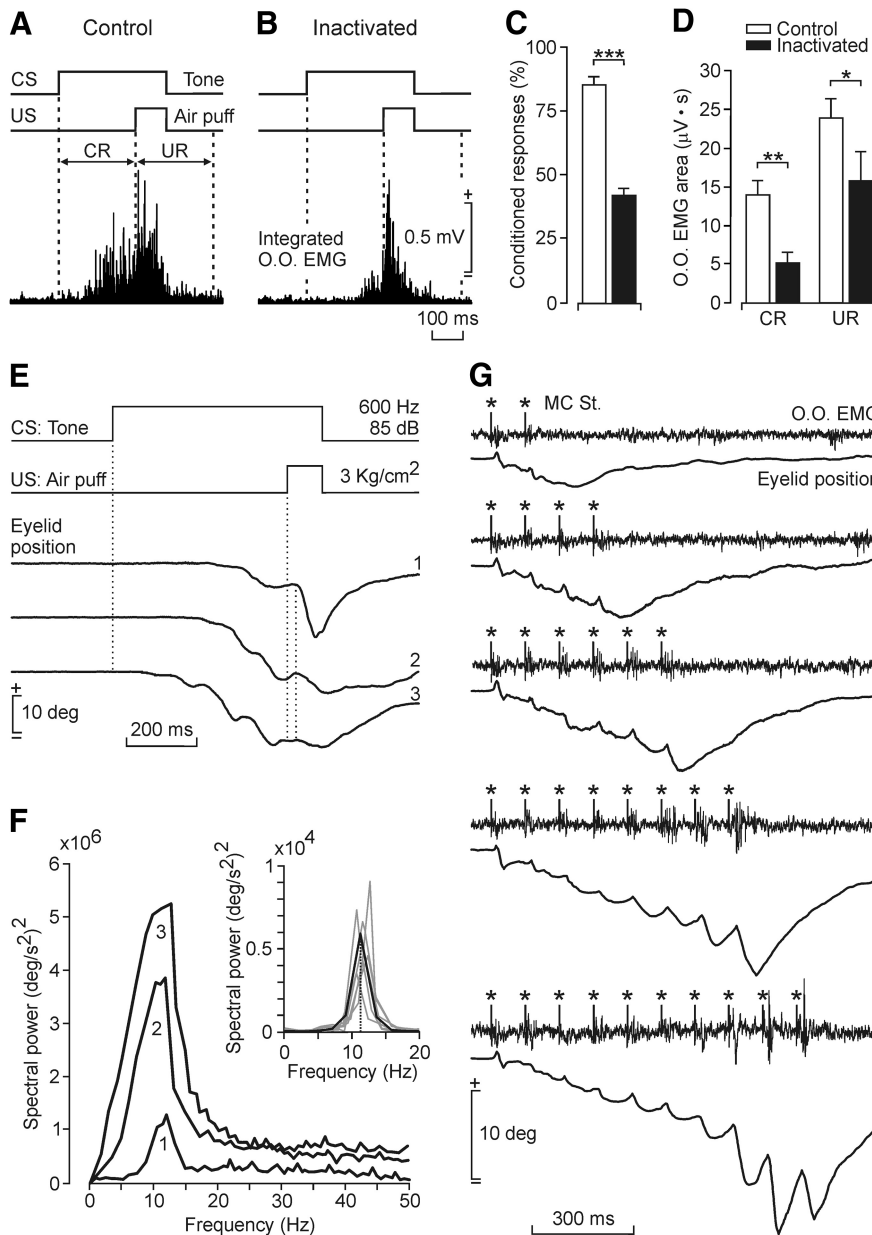 A Control
CS Tone
US Air puff
CR UR
B Inactivated
Integrated
O.O. EMG
+
0.5 mV
=
100 ms
C
Conditioned responses (%)
100
75
50
25
0
***
D
Control
Inactivated
O.O. EMG area (µV • s)
30
25
20
15
10
5
0
**
*
CR UR
E
CS: Tone
600 Hz
85 dB
US: Air puff 3 Kg/cm2
Eyelid
position
1
2
3
+
10 deg
=
200 ms
F
x106
Spectral power (deg/s2)2
6
5
4
3
2
1
0
3
2
1
0 10 20 30 40 50
Frequency (Hz)
x104
Spectral power (deg/s2)2
1
0.5
0
0 10 20
Frequency (Hz)
G
* * MC St.
O.O. EMG
Eyelid position
* * * *
* * * * * *
* * * * * * * *
* * * * * * * * * *
+
10 deg
=
300 ms